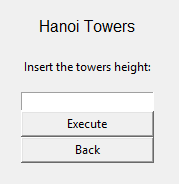 Hanoi Towers
Insert the towers height:
Execute
Back